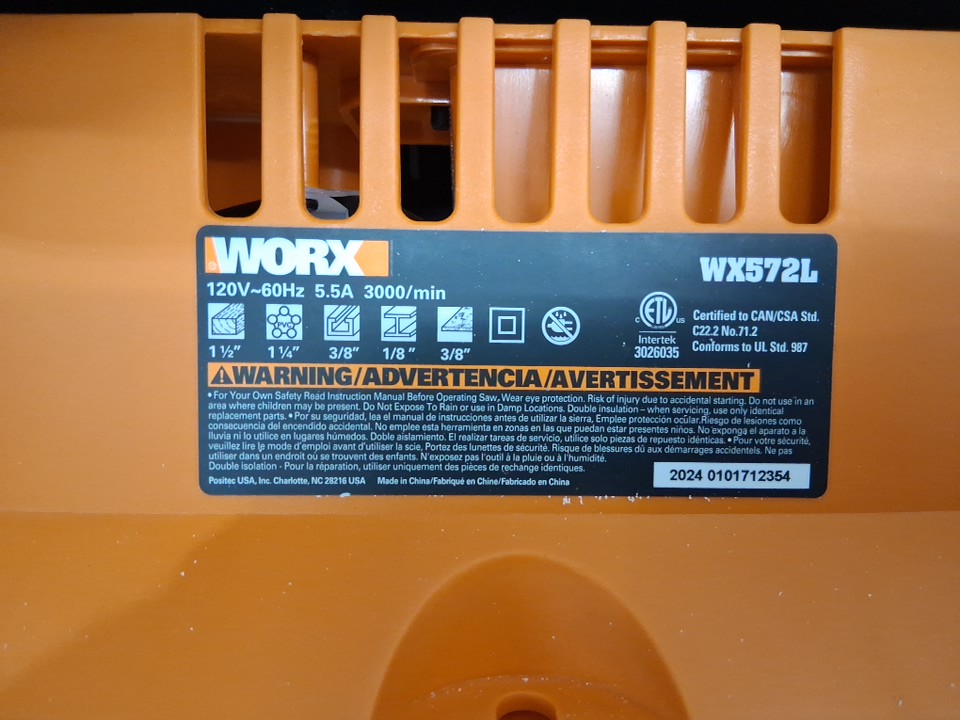 WORX
WX572L
120V~60Hz 5.5A 3000/min
PVC
1½" 1¼" 3/8" 1/8" 3/8"
ETL
C US
Intertek
3026035
Certified to CAN/CSA Std.
C22.2 No.71.2
Conforms to UL Std. 987
WARNING/ADVERTENCIA/AVERTISSEMENT
• For Your Own Safety Read Instruction Manual Before Operating Saw. Wear eye protection. Risk of injury due to accidental starting. Do not use in an
area where children may be present. Do Not Expose To Rain or use in Damp Locations. Double insulation – when servicing, use only identical
replacement parts. • Por su seguridad, lea el manual de instrucciones antes de utilizar la sierra, Emplee protección ocular.Riesgo de lesiones como
consecuencia del encendido accidental. No emplee esta herramienta en zonas en las que puedan estar presentes niños. No exponga el aparato a la
lluvia ni lo utilice en lugares húmedos. Doble aislamiento. El realizar tareas de servicio, utilice solo piezas de repuesto idénticas. • Pour votre sécurité,
veuillez lire le mode d'emploi avant d'utiliser la scie, Portez des lunettes de sécurité. Risque de blessures dû aux démarrages accidentels. Ne pas
utiliser dans un endroit où se trouvent des enfants. N'exposez pas l'outil à la pluie ou à l'humidité.
Double isolation - Pour la réparation, utiliser uniquement des pièces de rechange identiques.
Positec USA, Inc. Charlotte, NC 28216 USA Made in China/Fabriqué en Chine/Fabricado en China
2024 0101712354